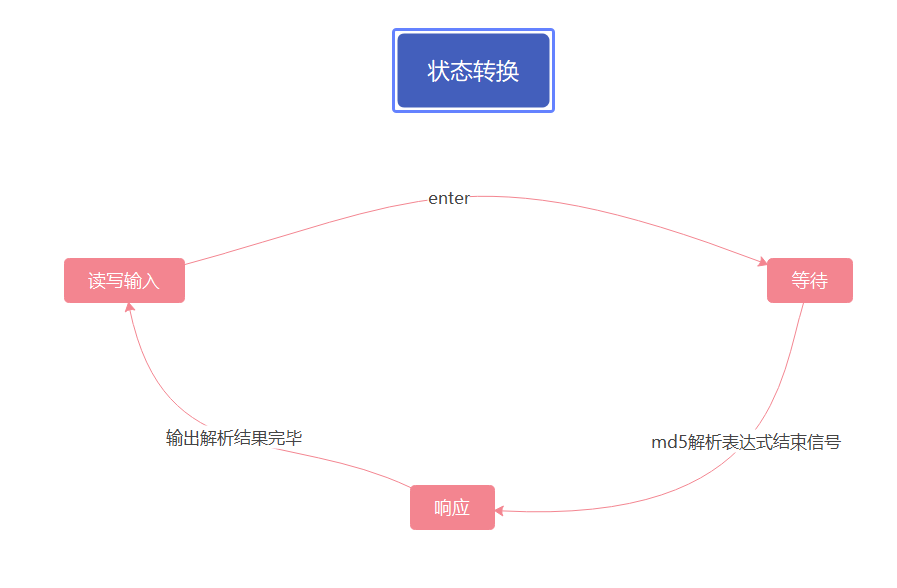 状态转换
enter
读写输入
等待
输出解析结果完毕
md5解析表达式结束信号
响应